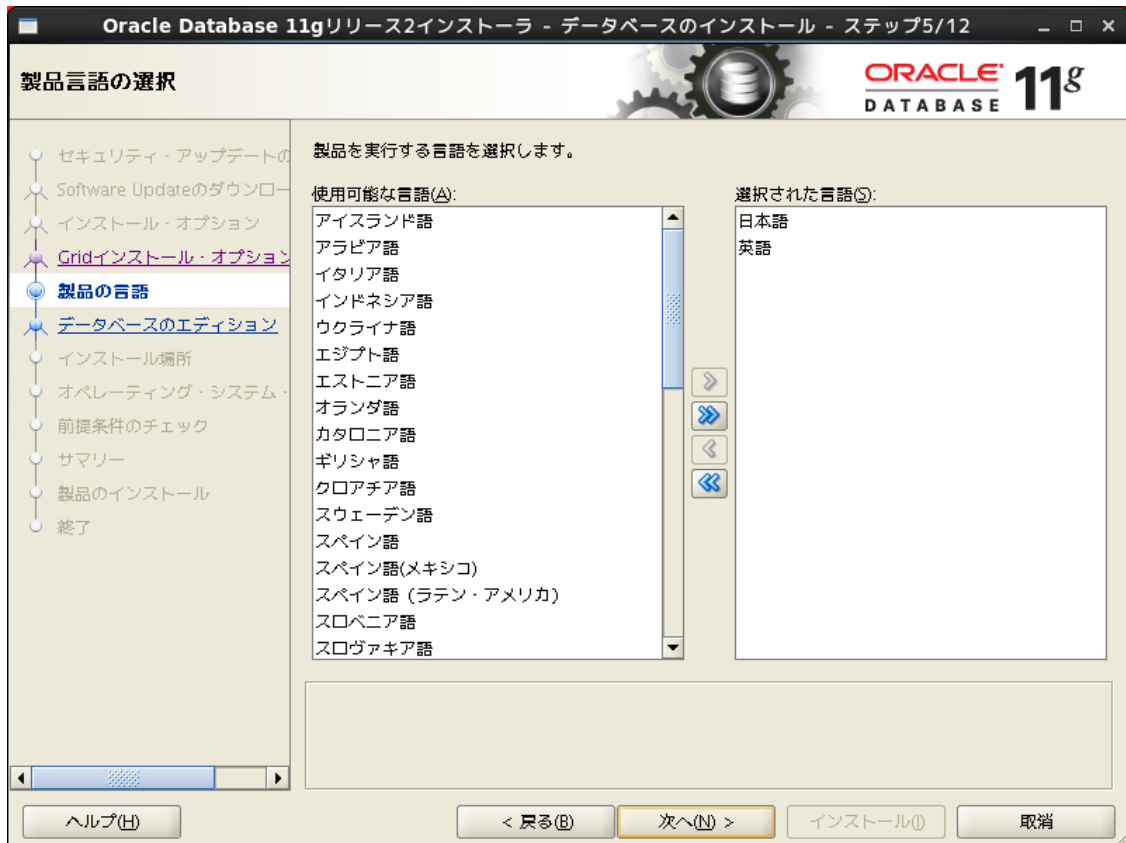 Oracle Database 11gリリース2インストーラ - データベースのインストール - ステップ5/12
製品言語の選択
ORACLE
DATABASE
11g
セキュリティ・アップデートの
Software Updateのダウンロー
インストール・オプション
Gridインストール・オプション
製品の言語
データベースのエディション
インストール場所
オペレーティング・システム・
前提条件のチェック
サマリー
製品のインストール
終了
製品を実行する言語を選択します。
使用可能な言語(A):
アイスランド語
アラビア語
イタリア語
インドネシア語
ウクライナ語
エジプト語
エストニア語
オランダ語
カタロニア語
ギリシャ語
クロアチア語
スウェーデン語
スペイン語
スペイン語(メキシコ)
スペイン語 (ラテン・アメリカ)
スロベニア語
スロヴァキア語
選択された言語(S):
日本語
英語
ヘルプ(H)
< 戻る(B)
次へ(N) >
インストール(I)
取消